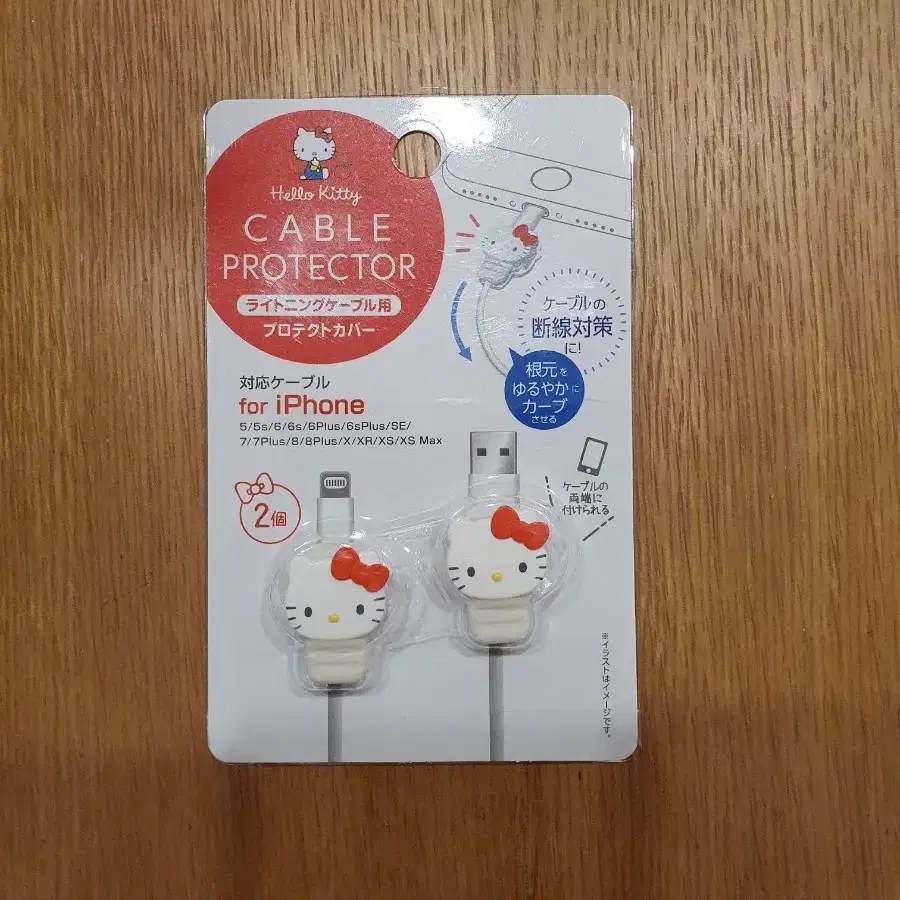 Hello Kitty
CABLE
PROTECTOR
ライトニングケーブル用
プロテクトカバー
ケーブルの
断線対策
に!
根元を
ゆるやかに
カーブ
させる
対応ケーブル
for iPhone
5/5s/6/6s/6Plus/6sPlus/SE/
7/7Plus/8/8Plus/X/XR/XS/XS Max
2個
ケーブルの
両端に
付けられる
※イラストはイメージです。